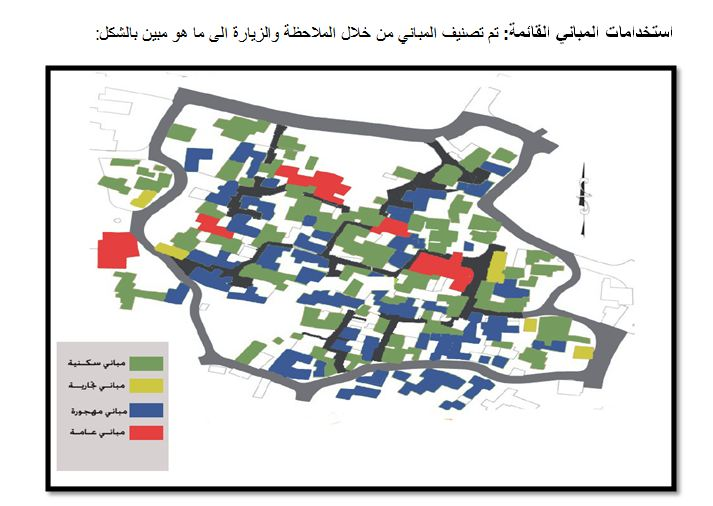 استخدامات المباني القائمة: تم تصنيف المباني من خلال الملاحظة والزيارة الى ما هو مبين بالشكل:
مباني سكنية
مباني تجارية
مباني مهجورة
مباني عامة